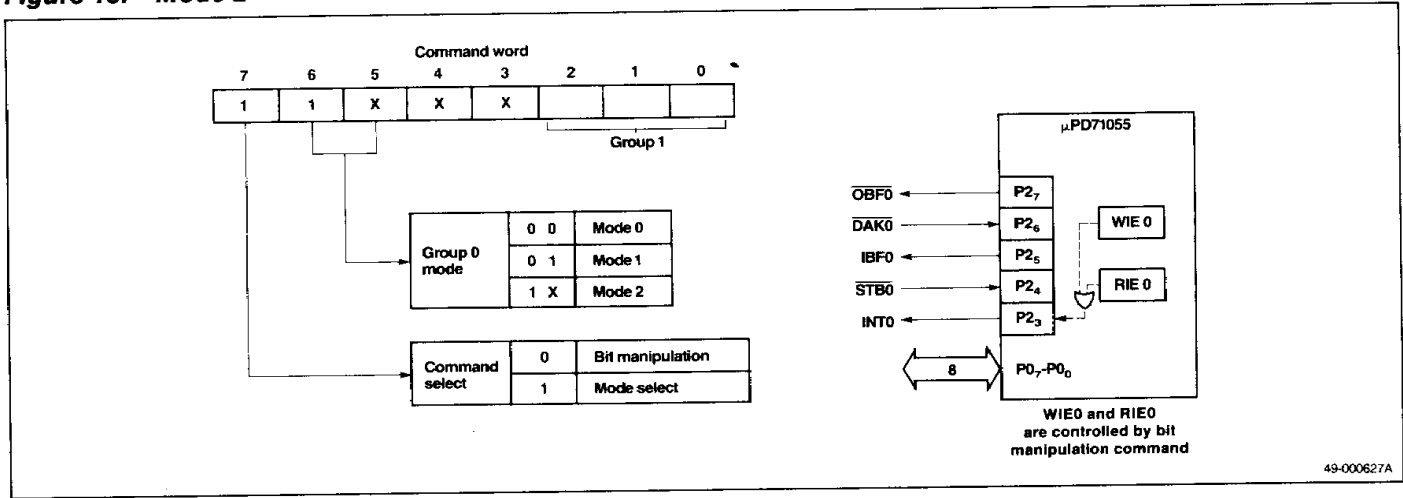 Figure 13. Mode 2
Command word
7 6 5 4 3 2 1 0
1 1 X X X
Group 1
Group 0 mode
0 0 Mode 0
0 1 Mode 1
1 X Mode 2
Command select
0 Bit manipulation
1 Mode select
μPD71055
OBF0 P2₇
DAK0 P2₆ WIE 0
IBF0 P2₅
STB0 P2₄ RIE 0
INT0 P2₃
8 P0₇-P0₀
WIE0 and RIE0
are controlled by bit
manipulation command
49-000627A